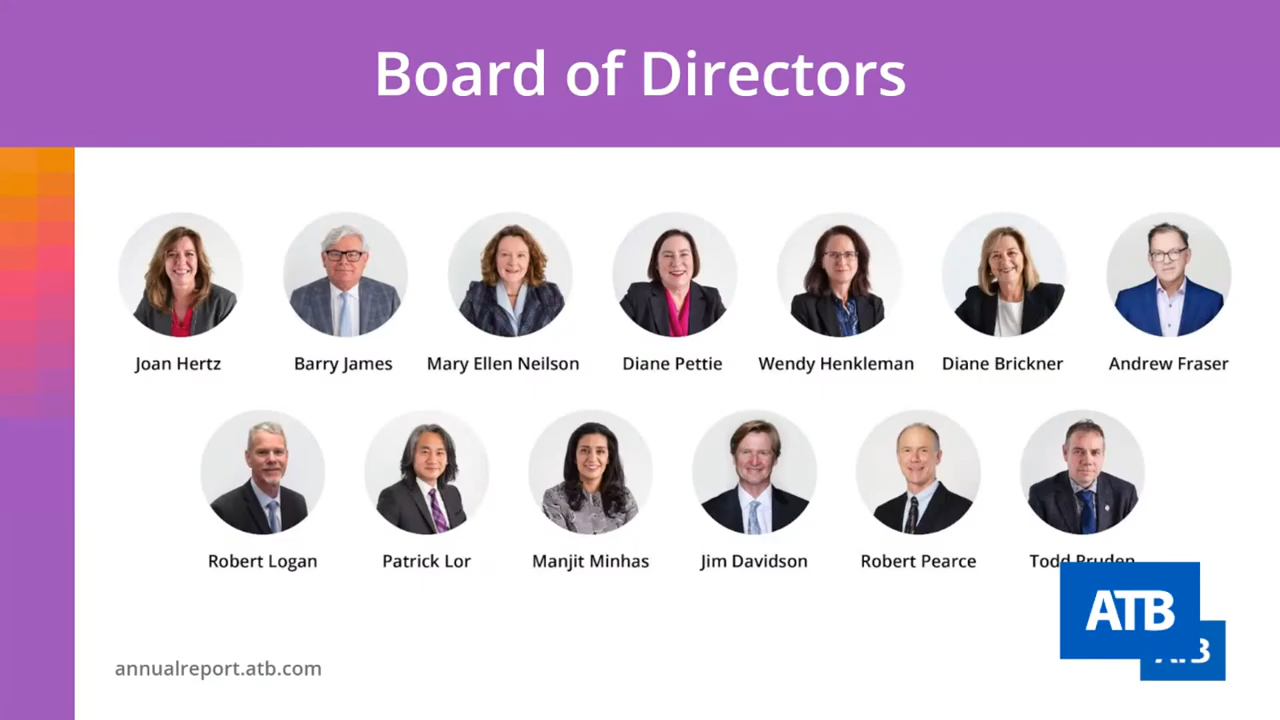 Board of Directors
Joan Hertz
Barry James
Mary Ellen Neilson
Diane Pettie
Wendy Henkleman
Diane Brickner
Andrew Fraser
Robert Logan
Patrick Lor
Manjit Minhas
Jim Davidson
Robert Pearce
Todd Pruden
ATB
ATB
annualreport.atb.com